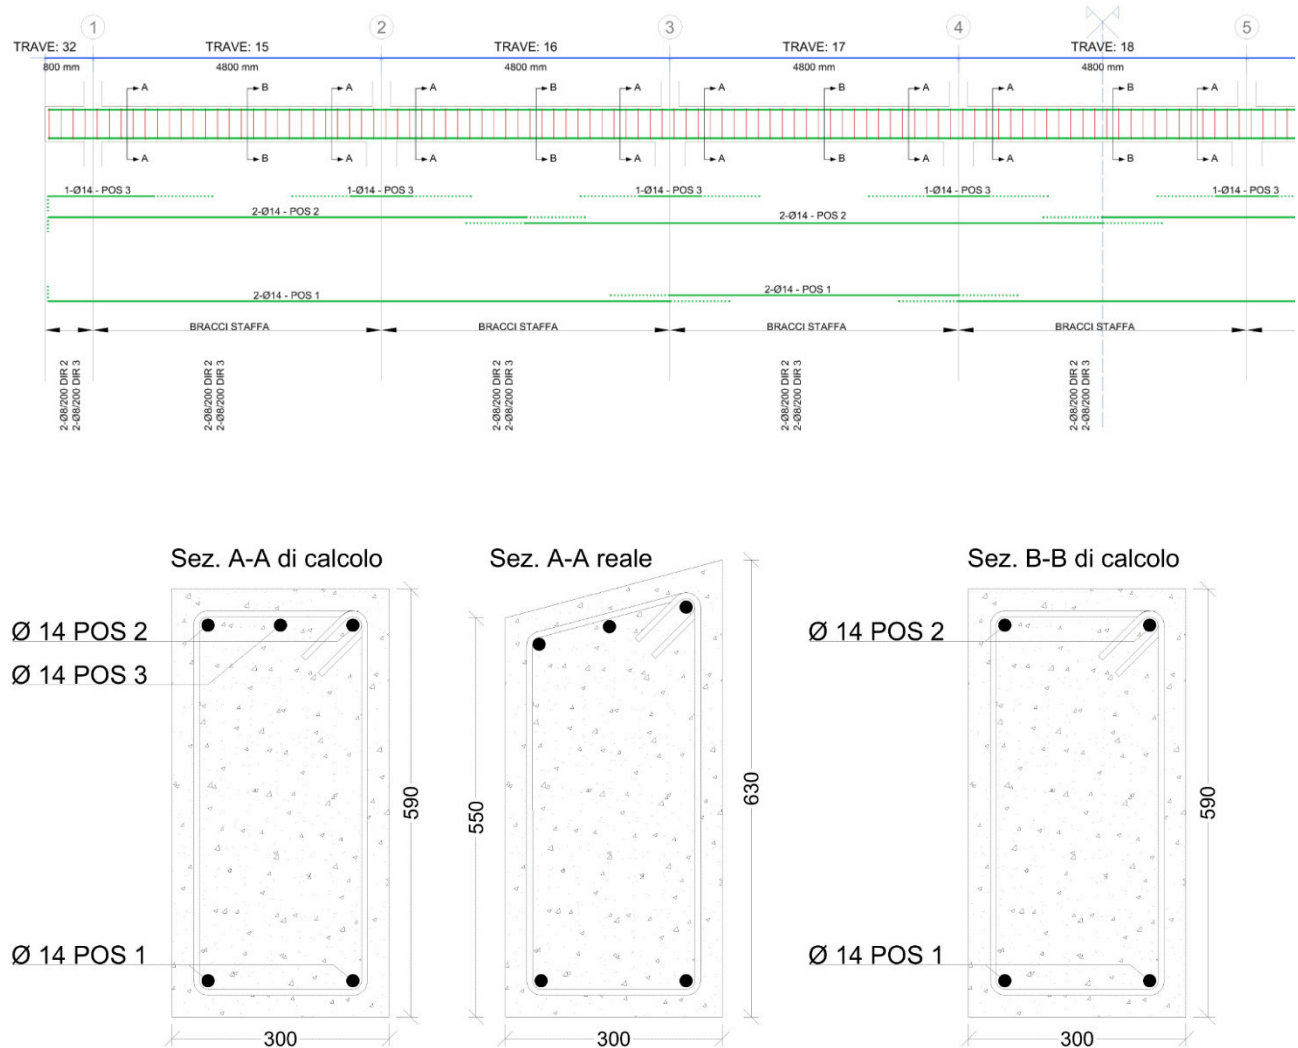 1 2 3 4 5
TRAVE: 32 TRAVE: 15 TRAVE: 16 TRAVE: 17 TRAVE: 18
800 mm 4800 mm 4800 mm 4800 mm 4800 mm
A B A A B A A B A A B A
A B A A B A A B A A B A
1-Ø14 - POS 3 1-Ø14 - POS 3 1-Ø14 - POS 3 1-Ø14 - POS 3 1-Ø14 - POS 3
2-Ø14 - POS 2 2-Ø14 - POS 2
2-Ø14 - POS 1 2-Ø14 - POS 1
BRACCI STAFFA BRACCI STAFFA BRACCI STAFFA BRACCI STAFFA
2-Ø8/200 DIR 2
2-Ø8/200 DIR 3
2-Ø8/200 DIR 2
2-Ø8/200 DIR 3
2-Ø8/200 DIR 2
2-Ø8/200 DIR 3
2-Ø8/200 DIR 2
2-Ø8/200 DIR 3
2-Ø8/200 DIR 2
2-Ø8/200 DIR 3
Sez. A-A di calcolo
Ø 14 POS 2
Ø 14 POS 3
Ø 14 POS 1
590
300
Sez. A-A reale
550
630
300
Sez. B-B di calcolo
Ø 14 POS 2
Ø 14 POS 1
590
300